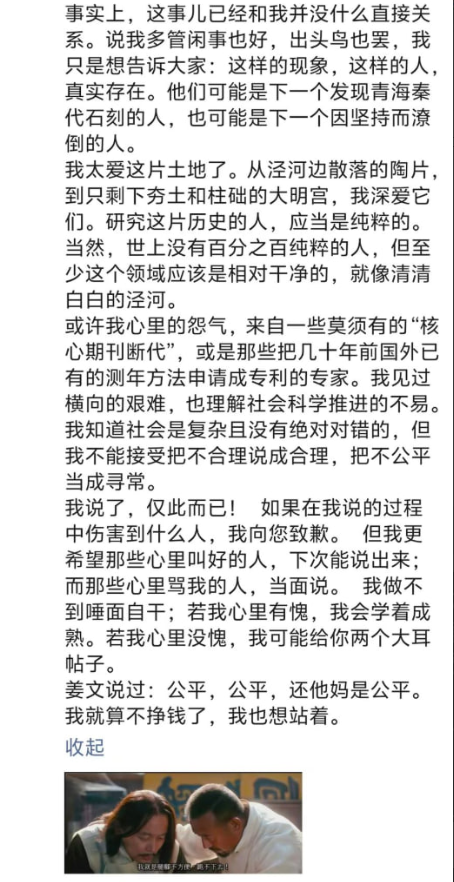 事实上，这事儿已经和我并没什么直接关
系。说我多管闲事也好，出头鸟也罢，我
只是想告诉大家：这样的现象，这样的人，
真实存在。他们可能是下一个发现青海秦
代石刻的人，也可能是下一个因坚持而潦
倒的人。
我太爱这片土地了。从泾河边散落的陶片，
到只剩下夯土和柱础的大明宫，我深爱它
们。研究这片历史的人，应当是纯粹的。
当然，世上没有百分之百纯粹的人，但至
少这个领域应该是相对干净的，就像清清
白白的泾河。
或许我心里的怨气，来自一些莫须有的“核
心期刊断代”，或是那些把几十年前国外已
有的测年方法申请成专利的专家。我见过
横向的艰难，也理解社会科学推进的不易。
我知道社会是复杂且没有绝对对错的，但
我不能接受把不合理说成合理，把不公平
当成寻常。
我说了，仅此而已！ 如果在我说的过程
中伤害到什么人，我向您致歉。 但我更
希望那些心里叫好的人，下次能说出来；
而那些心里骂我的人，当面说。 我做不
到唾面自干；若我心里有愧，我会学着成
熟。若我心里没愧，我可能给你两个大耳
帖子。
姜文说过：公平，公平，还他妈是公平。
我就算不挣钱了，我也想站着。
收起
我就是腿脚不方便，跪不下去！